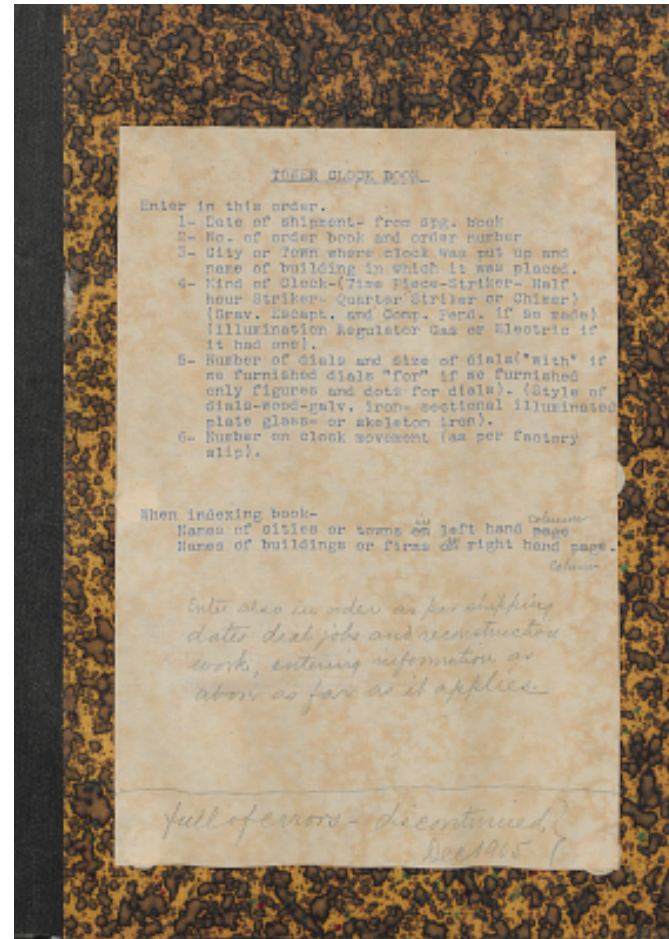 TOWER CLOCK BOOK
Enter in this order.
1- Date of shipment- from spg. book
2- No. of order book and order number
3- City or Town where clock was put up and
name of building in which it was placed.
4- Kind of Clock-(Time Piece-Striker- Half
hour Striker- Quarter Striker or Chimer)
(Grav. Escapt. and Comp. Pend. if so made)
(illumination Regulator Gas or Electric if
it had one).
5- Number of dials and size of dials("with" if
we furnished dials "for" if we furnished
only figures and dots for dials). (Style of
dials-wood-galv. iron- sectional illuminated
plate glass- or skeleton iron).
6- Number on clock movement (as per factory
slip).
When indexing book-
in column
Names of cities or towns on left hand page
Names of buildings or firms on right hand page.
column
Enter also in order as per shipping
dates dial jobs and reconstruction
work, entering information as
above as far as it applies.
full of errors - discontinued
Dec 1905